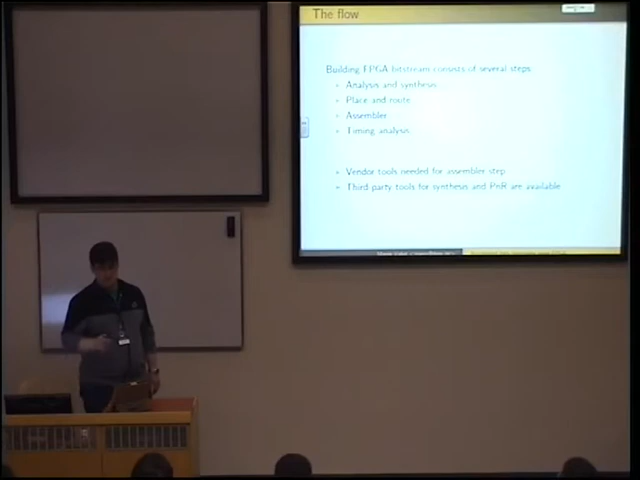 The flow
Building FPGA bitstream consists of several steps:
Analysis and synthesis
Place and route
Assembler
Timing analysis
Vendor tools needed for assembler step
Third party tools for synthesis and PnR are available